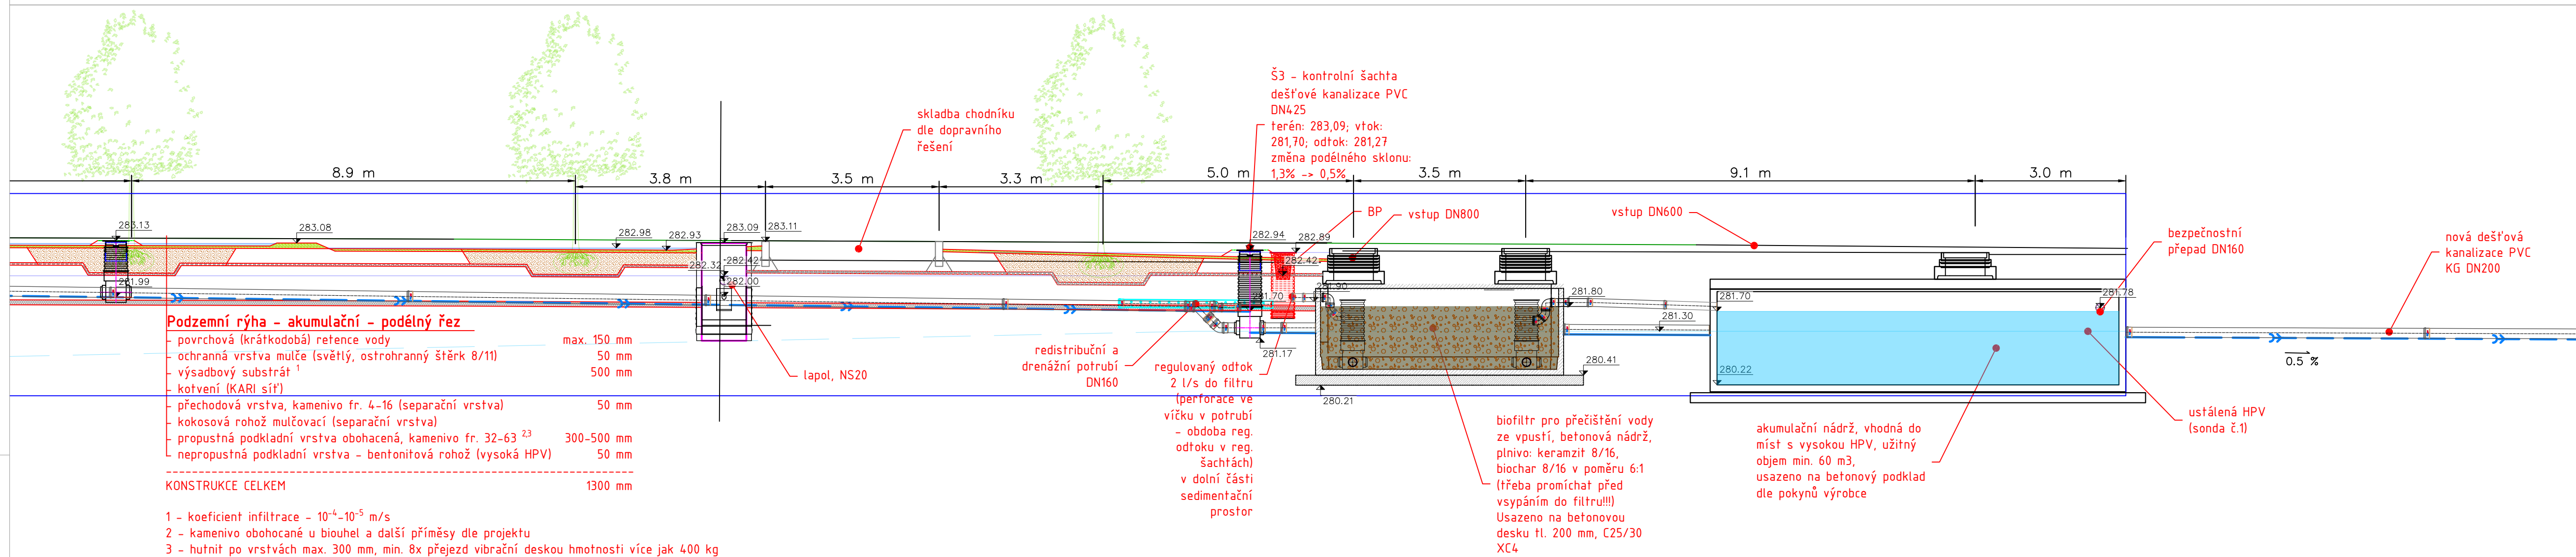 Š3 - kontrolní šachta
dešťové kanalizace PVC
DN425
terén: 283,09; vtok:
281,70; odtok: 281,27
změna podélného sklonu:
1,3% -> 0,5%
skladba chodníku
dle dopravního
řešení
8.9 m
3.8 m
3.5 m
3.3 m
5.0 m
3.5 m
9.1 m
3.0 m
BP
vstup DN800
vstup DN600
bezpečnostní
přepad DN160
nová dešťová
kanalizace PVC
KG DN200
283.13
283.08
282.98
282.93
283.09
283.11
282.94
282.89
282.32
282.42
282.42
282.00
281.99
281.70
281.90
281.80
281.70
281.78
281.30
281.17
280.41
280.22
280.21
0.5 %
Podzemní rýha - akumulační - podélný řez
- povrchová (krátkodobá) retence vody max. 150 mm
- ochranná vrstva mulče (světlý, ostrohranný štěrk 8/11) 50 mm
- výsadbový substrát 1 500 mm
- kotvení (KARI síť)
- přechodová vrstva, kamenivo fr. 4-16 (separační vrstva) 50 mm
- kokosová rohož mulčovací (separační vrstva)
- propustná podkladní vrstva obohacená, kamenivo fr. 32-63 2,3 300-500 mm
- nepropustná podkladní vrstva - bentonitová rohož (vysoká HPV) 50 mm
KONSTRUKCE CELKEM 1300 mm
1 - koeficient infiltrace - 10-4-10-5 m/s
2 - kamenivo obohocané u biouhel a další příměsy dle projektu
3 - hutnit po vrstvách max. 300 mm, min. 8x přejezd vibrační deskou hmotnosti více jak 400 kg
lapol, NS20
redistribuční a
drenážní potrubí
DN160
regulovaný odtok
2 l/s do filtru
(perforace ve
víčku v potrubí
- obdoba reg.
odtoku v reg.
šachtách)
v dolní části
sedimentační
prostor
biofiltr pro přečištění vody
ze vpustí, betonová nádrž,
plnivo: keramzit 8/16,
biochar 8/16 v poměru 6:1
(třeba promíchat před
vsypáním do filtru!!!)
Usazeno na betonovou
desku tl. 200 mm, C25/30
XC4
akumulační nádrž, vhodná do
míst s vysokou HPV, užitný
objem min. 60 m3,
usazeno na betonový podklad
dle pokynů výrobce
ustálená HPV
(sonda č.1)